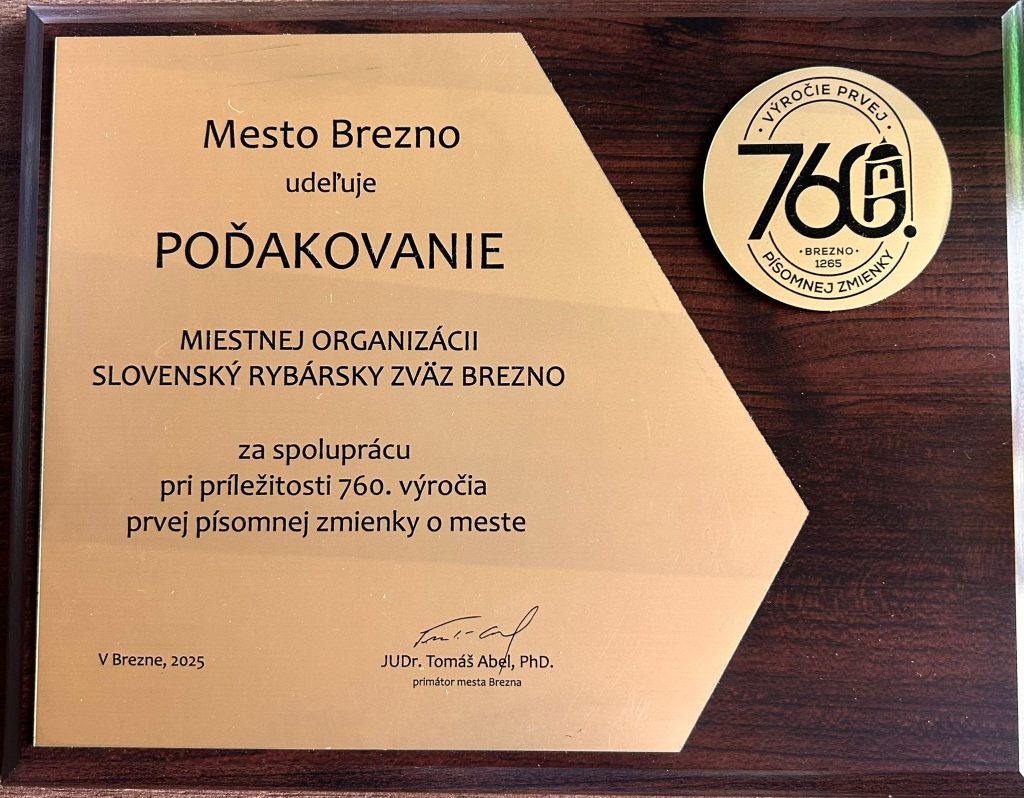 Mesto Brezno
udeľuje
POĎAKOVANIE
MIESTNEJ ORGANIZÁCII
SLOVENSKÝ RYBÁRSKY ZVÄZ BREZNO
za spoluprácu
pri príležitosti 760. výročia
prvej písomnej zmienky o meste
V Brezne, 2025
JUDr. Tomáš Abel, PhD.
primátor mesta Brezna
· VÝROČIE PRVEJ ·
760.
· BREZNO ·
1265
PÍSOMNEJ ZMIENKY